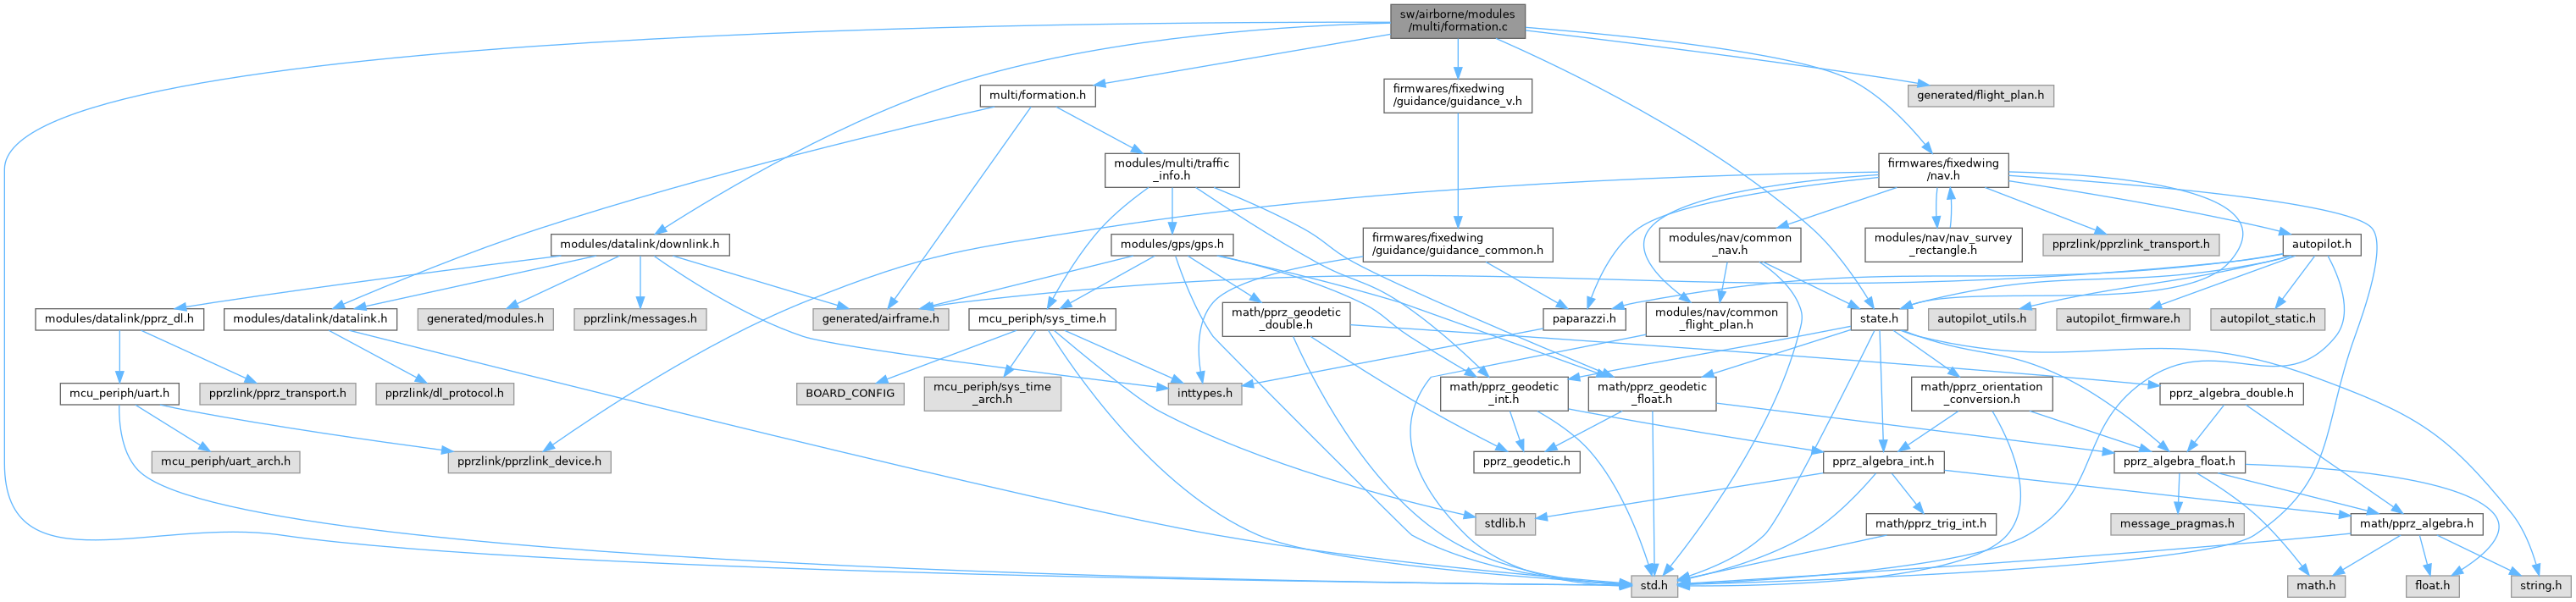 sw/airborne/modules
/multi/formation.c
multi/formation.h
firmwares/fixedwing
/guidance/guidance_v.h
generated/flight_plan.h
modules/multi/traffic
_info.h
firmwares/fixedwing
/nav.h
modules/datalink/downlink.h
modules/gps/gps.h
firmwares/fixedwing
/guidance/guidance_common.h
modules/nav/common
_nav.h
modules/nav/nav_survey
_rectangle.h
pprzlink/pprzlink_transport.h
autopilot.h
modules/datalink/pprz_dl.h
modules/datalink/datalink.h
generated/modules.h
pprzlink/messages.h
generated/airframe.h
mcu_periph/sys_time.h
math/pprz_geodetic
_double.h
paparazzi.h
modules/nav/common
_flight_plan.h
state.h
autopilot_utils.h
autopilot_firmware.h
autopilot_static.h
mcu_periph/uart.h
pprzlink/pprz_transport.h
pprzlink/dl_protocol.h
BOARD_CONFIG
mcu_periph/sys_time
_arch.h
inttypes.h
math/pprz_geodetic
_int.h
math/pprz_geodetic
_float.h
math/pprz_orientation
_conversion.h
pprz_algebra_double.h
mcu_periph/uart_arch.h
pprzlink/pprzlink_device.h
pprz_geodetic.h
pprz_algebra_int.h
pprz_algebra_float.h
stdlib.h
math/pprz_trig_int.h
message_pragmas.h
math/pprz_algebra.h
std.h
math.h
float.h
string.h